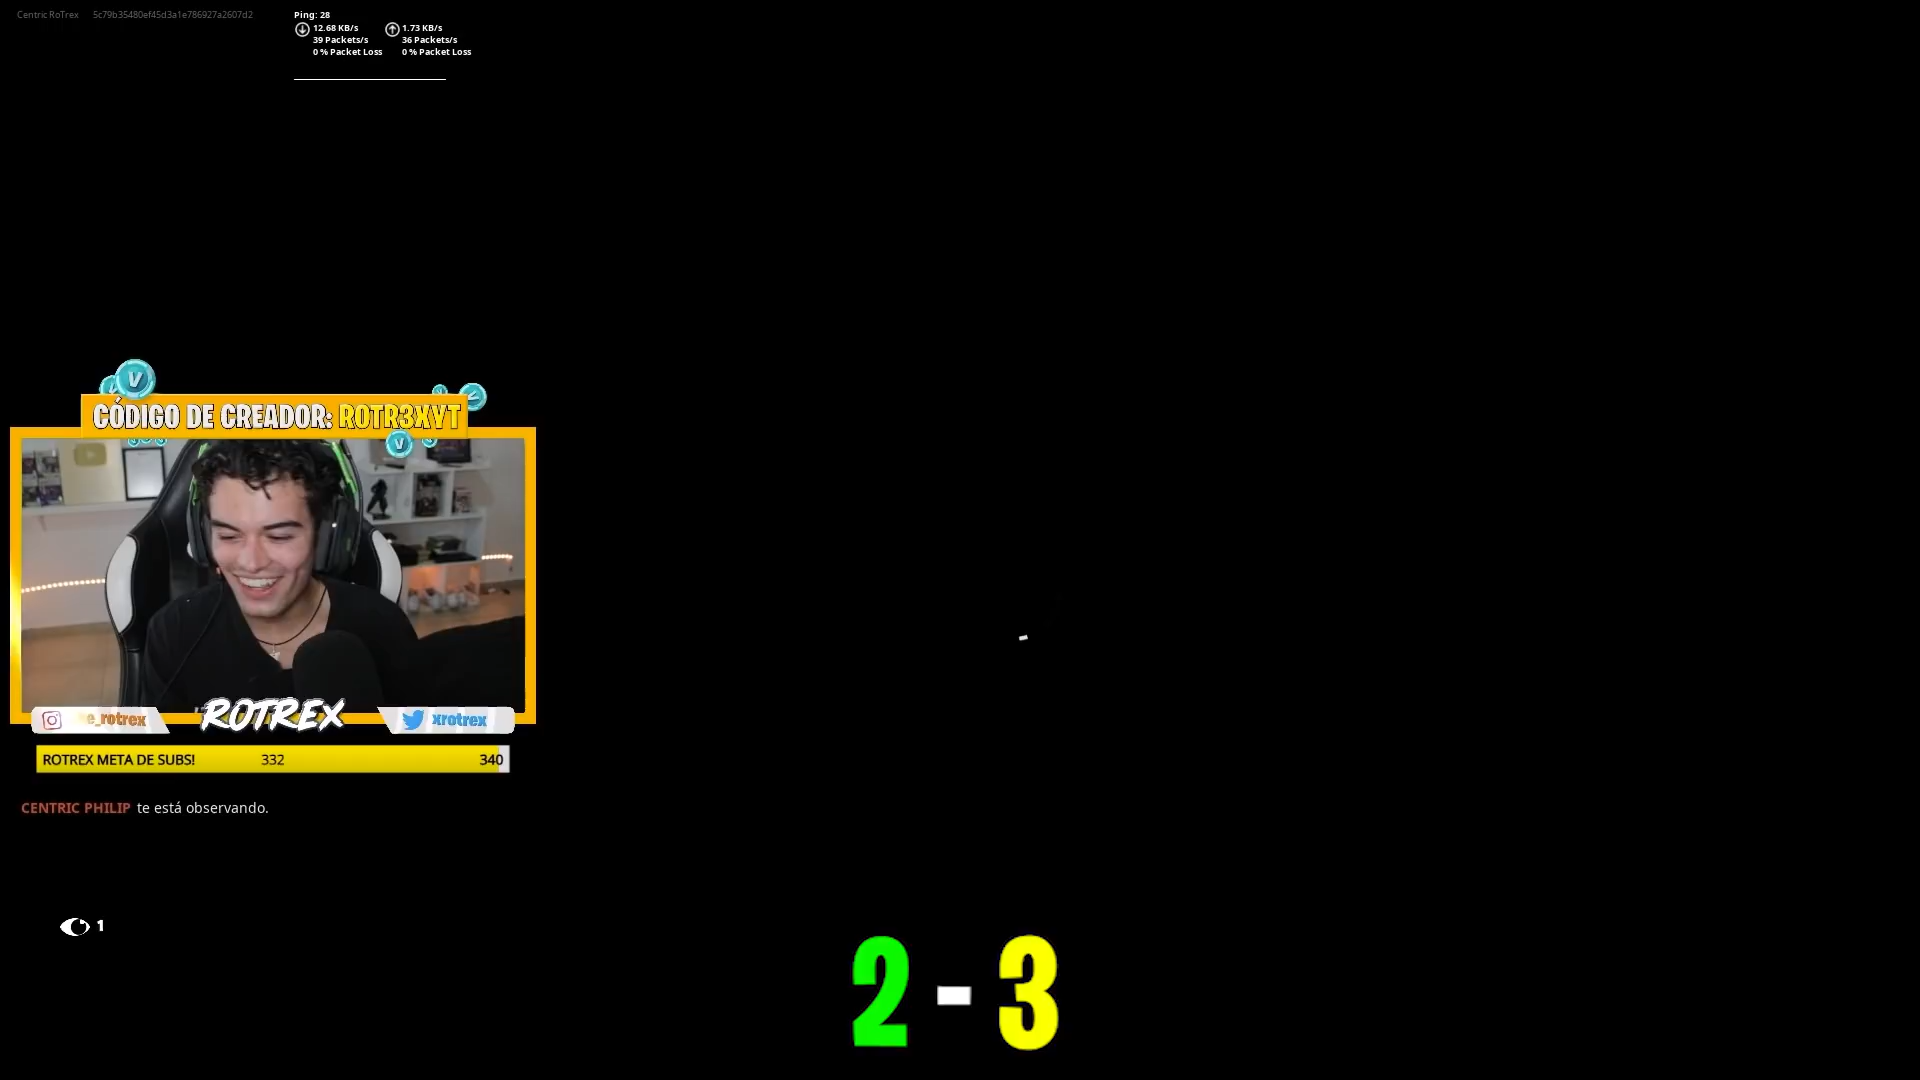 Centric RoTrex 5c79b35480ef45d3a1e786927a2607d2
Ping: 28
12.68 KB/s 1.73 KB/s
39 Packets/s 36 Packets/s
0 % Packet Loss 0 % Packet Loss
CÓDIGO DE CREADOR: ROTR3XYT
ROTREX
xrotrex
ROTREX META DE SUBS! 332 340
CENTRIC PHILIP te está observando.
1
2 - 3